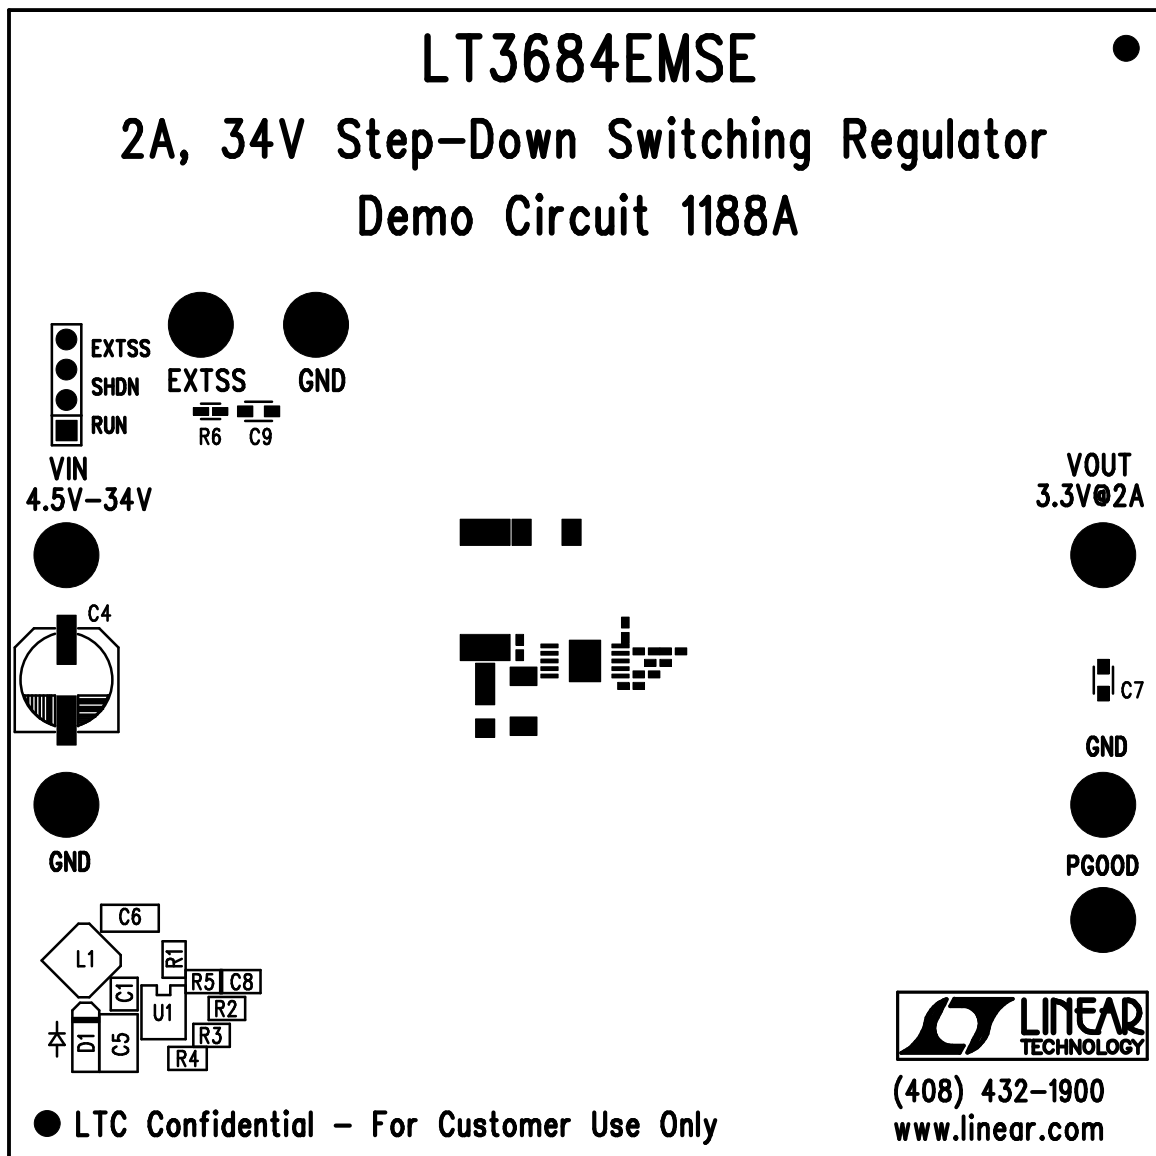 LT3684EMSE
2A, 34V Step-Down Switching Regulator
Demo Circuit 1188A
EXTSS
SHDN
RUN
EXTSS
GND
R6
C9
VIN
4.5V-34V
VOUT
3.3V@2A
C4
C7
GND
GND
PGOOD
C6
L1
R1
R5
C8
C1
U1
R2
D1
C5
R3
R4
LINEAR
TECHNOLOGY
(408) 432-1900
www.linear.com
LTC Confidential - For Customer Use Only